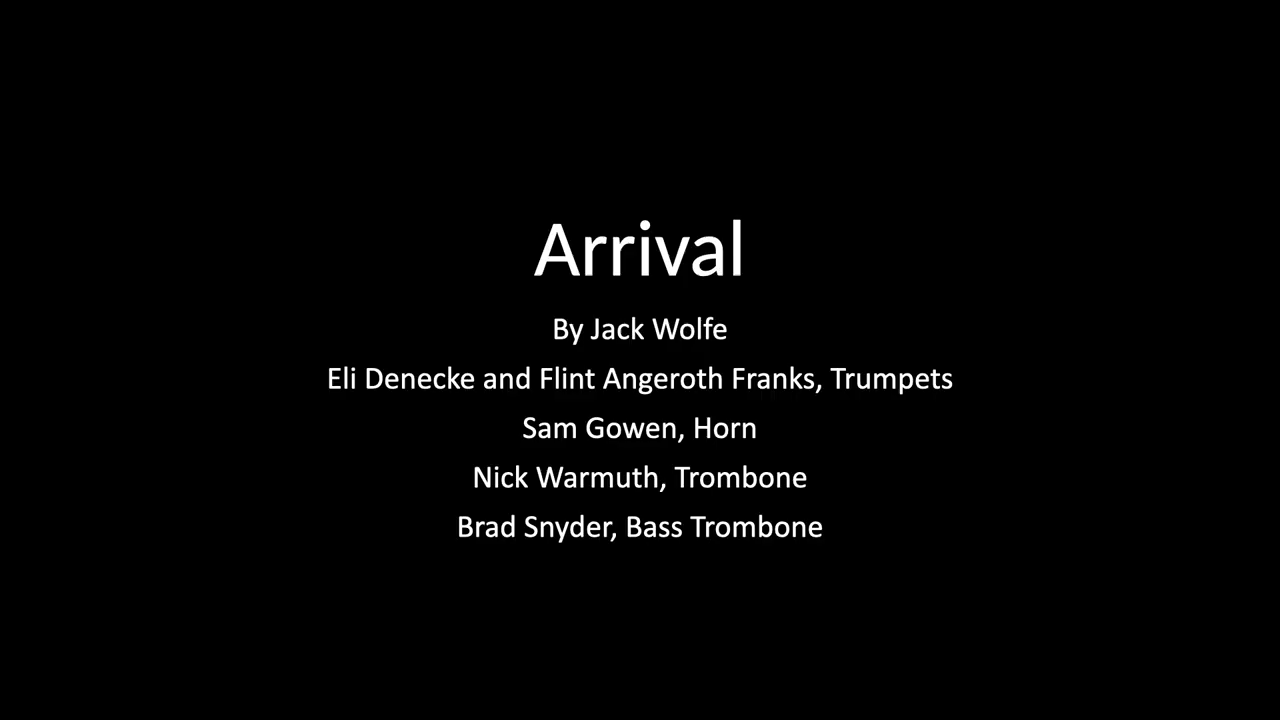 Arrival
By Jack Wolfe
Eli Denecke and Flint Angeroth Franks, Trumpets
Sam Gowen, Horn
Nick Warmuth, Trombone
Brad Snyder, Bass Trombone